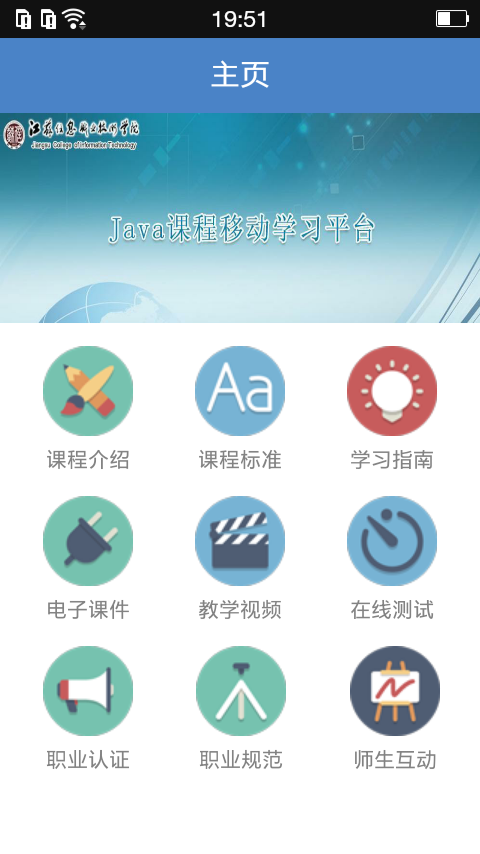 19:51
主页
江苏信息职业技术学院
Jiangsu College of Information Technology
Java课程移动学习平台
Aa
课程介绍 课程标准 学习指南
电子课件 教学视频 在线测试
职业认证 职业规范 师生互动